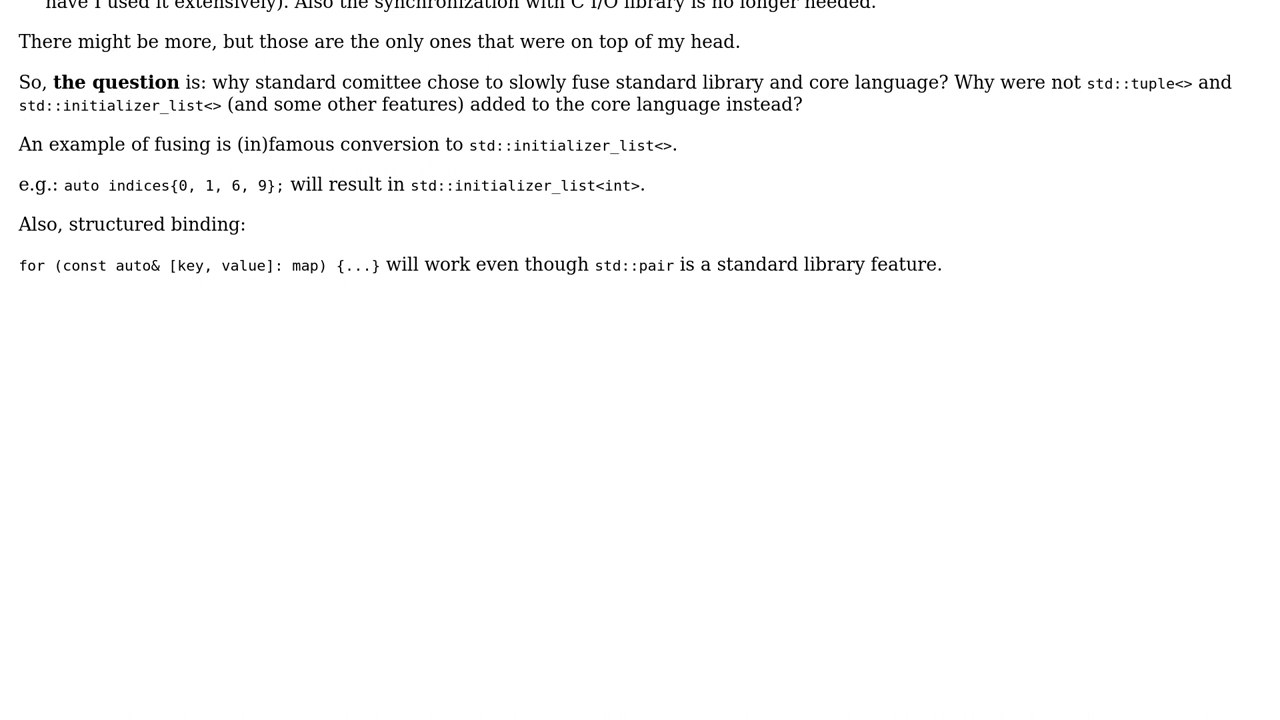 have I used it extensively). Also the synchronization with C I/O library is no longer needed.
There might be more, but those are the only ones that were on top of my head.
So, the question is: why standard comittee chose to slowly fuse standard library and core language? Why were not std::tuple<> and
std::initializer_list<> (and some other features) added to the core language instead?
An example of fusing is (in)famous conversion to std::initializer_list<>.
e.g.: auto indices{0, 1, 6, 9}; will result in std::initializer_list<int>.
Also, structured binding:
for (const auto& [key, value]: map) {...} will work even though std::pair is a standard library feature.